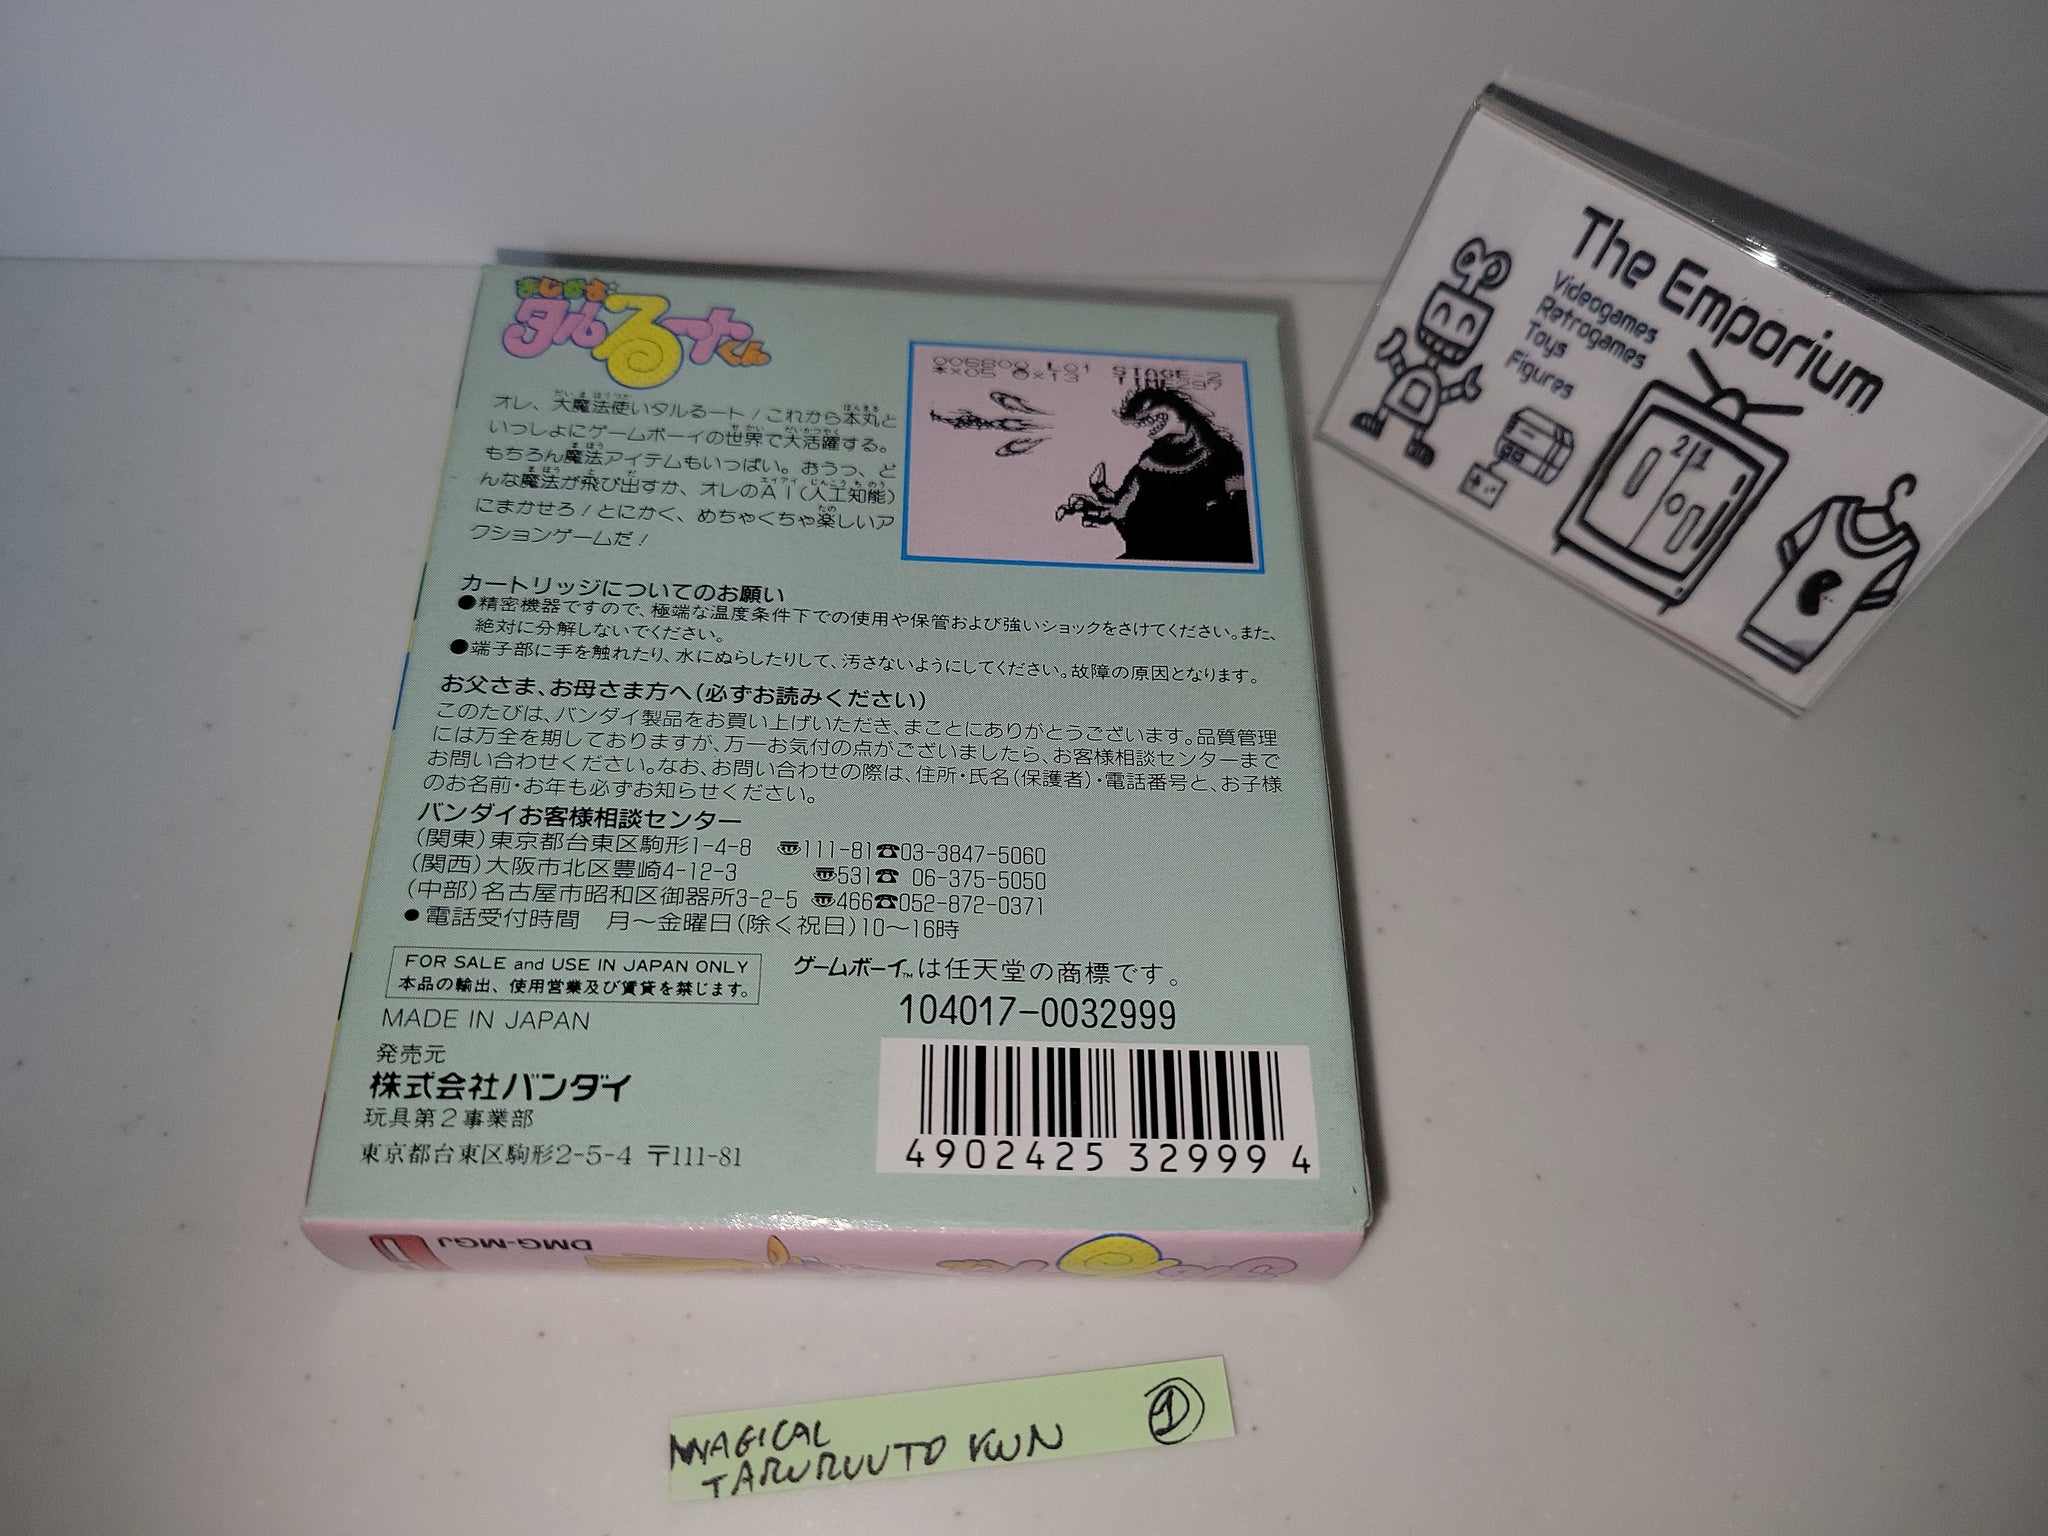 まじかる
タルるートくん
オレ、大魔法使いタルるート!これから本丸と
いっしよにゲームボーイの世界で大活躍する。
もちろん魔法アイテムもいっぱい。おうっ、ど
んな魔法が飛び出すか、オレのAI(人工知能)
にまかせろ!とにかく、めちゃくちゃ楽しいア
クションゲームだ!
005800 L01 STAGE-2
×05 ×13 TIME297
カートリッジについてのお願い
●精密機器ですので、極端な温度条件下での使用や保管および強いショックをさけてください。また、
絶対に分解しないでください。
●端子部に手を触れたり、水にぬらしたりして、汚さないようにしてください。故障の原因となります。
お父さま、お母さま方へ(必ずお読みください)
このたびは、バンダイ製品をお買い上げいただき、まことにありがとうございます。品質管理
には万全を期しておりますが、万一お気付の点がございましたら、お客様相談センターまで
お問い合わせください。なお、お問い合わせの際は、住所・氏名(保護者)・電話番号と、お子様
のお名前・お年も必ずお知らせください。
バンダイお客様相談センター
(関東)東京都台東区駒形1-4-8 〠111-81☎03-3847-5060
(関西)大阪市北区豊崎4-12-3 〠531☎ 06-375-5050
(中部)名古屋市昭和区御器所3-2-5 〠466☎052-872-0371
●電話受付時間 月〜金曜日(除く祝日)10〜16時
FOR SALE and USE IN JAPAN ONLY
本品の輸出、使用営業及び賃貸を禁じます。
ゲームボーイ™は任天堂の商標です。
104017-0032999
MADE IN JAPAN
発売元
株式会社バンダイ
玩具第2事業部
東京都台東区駒形2-5-4 〒111-81
4902425 32999 4
DMG-MGJ
The Emporium
Videogames
Retrogames
Toys
Figures
2 1
MAGICAL
TARURUUTO KUN ①